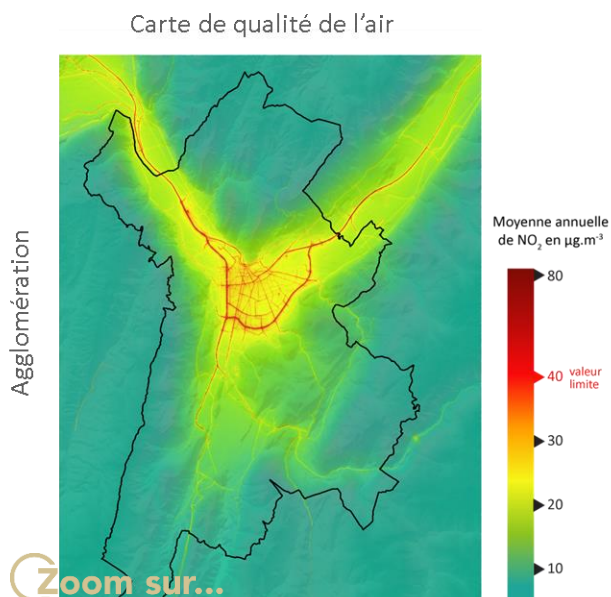 Carte de qualité de l'air
Agglomération
Moyenne annuelle
de NO₂ en µg.m⁻³
80
40 valeur limite
30
20
10
Zoom sur...